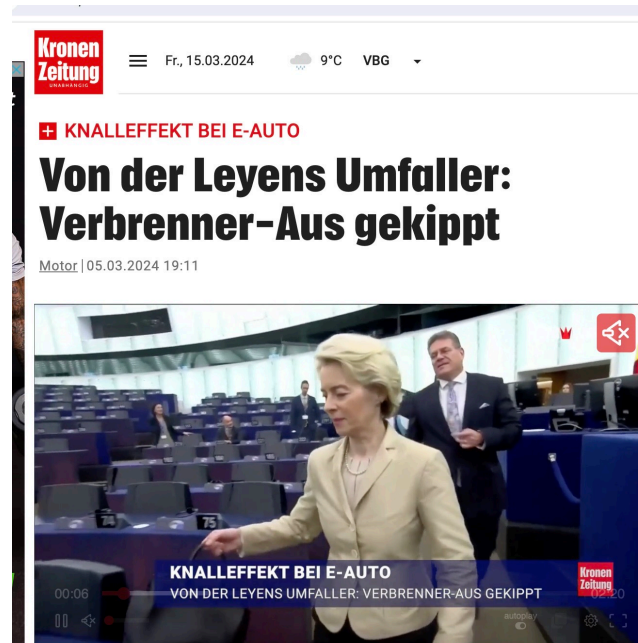 Kronen
Zeitung
UNABHÄNGIG
Fr., 15.03.2024
9°C
VBG
KNALLEFFEKT BEI E-AUTO
Von der Leyens Umfaller:
Verbrenner-Aus gekippt
Motor | 05.03.2024 19:11
74
75
KNALLEFFEKT BEI E-AUTO
VON DER LEYENS UMFALLER: VERBRENNER-AUS GEKIPPT
Kronen
Zeitung
00:06
02:20
autoplay